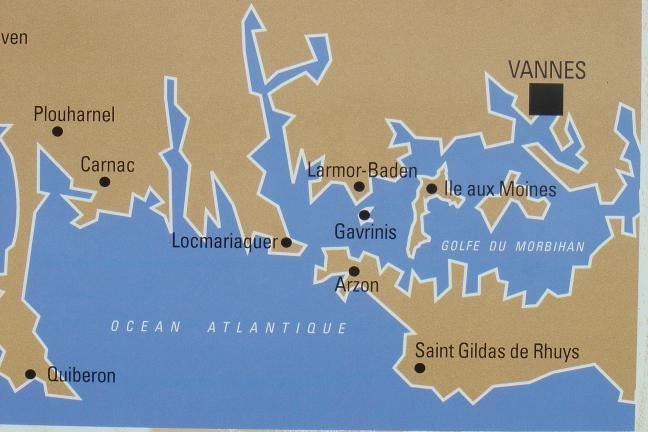 ven
VANNES
Plouharnel
Carnac
Larmor-Baden
Ile aux Moines
Gavrinis
Locmariaquer
GOLFE DU MORBIHAN
Arzon
OCEAN ATLANTIQUE
Saint Gildas de Rhuys
Quiberon